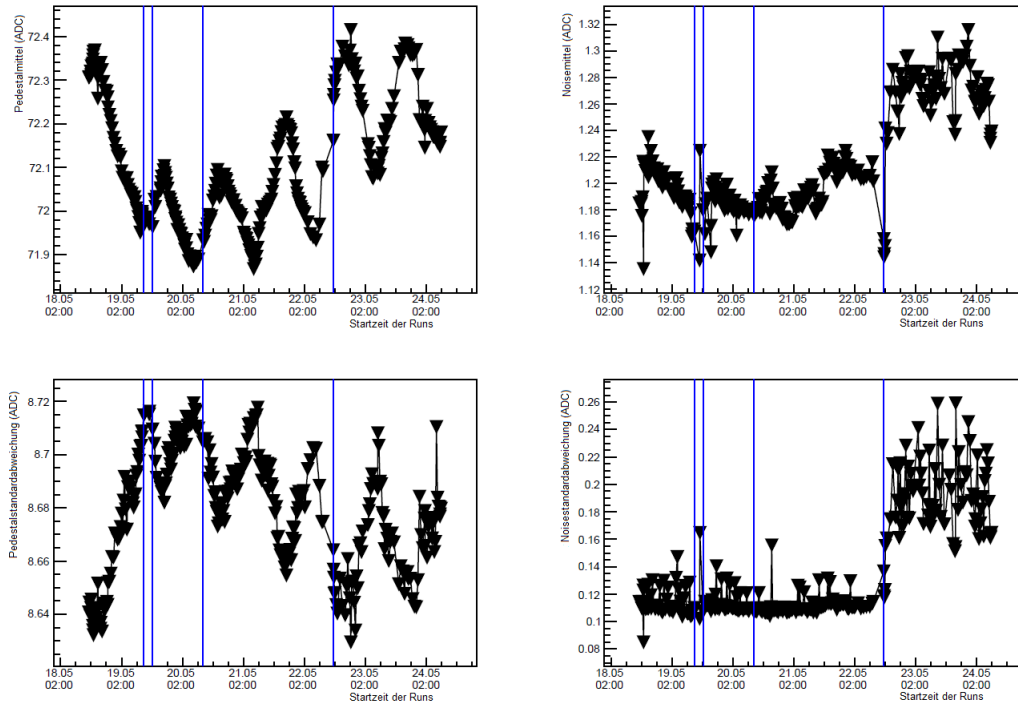 Pedestalmittel (ADC)
72.4
72.3
72.2
72.1
72
71.9
18.05 19.05 20.05 21.05 22.05 23.05 24.05
02:00 02:00 02:00 02:00 02:00 02:00 02:00
Startzeit der Runs
Noisemittel (ADC)
1.32
1.3
1.28
1.26
1.24
1.22
1.2
1.18
1.16
1.14
1.12
18.05 19.05 20.05 21.05 22.05 23.05 24.05
02:00 02:00 02:00 02:00 02:00 02:00 02:00
Startzeit der Runs
Pedestalstandardabweichung (ADC)
8.72
8.7
8.68
8.66
8.64
18.05 19.05 20.05 21.05 22.05 23.05 24.05
02:00 02:00 02:00 02:00 02:00 02:00 02:00
Startzeit der Runs
Noisestandardabweichung (ADC)
0.26
0.24
0.22
0.2
0.18
0.16
0.14
0.12
0.1
0.08
18.05 19.05 20.05 21.05 22.05 23.05 24.05
02:00 02:00 02:00 02:00 02:00 02:00 02:00
Startzeit der Runs